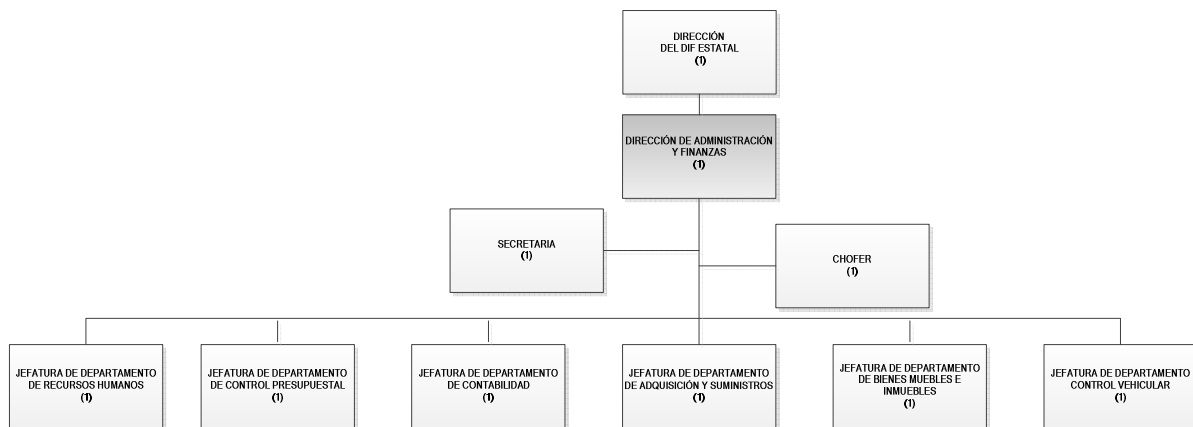 DIRECCIÓN
DEL DIF ESTATAL
(1)
DIRECCIÓN DE ADMINISTRACIÓN
Y FINANZAS
(1)
SECRETARIA
(1)
CHOFER
(1)
JEFATURA DE DEPARTAMENTO
DE RECURSOS HUMANOS
(1)
JEFATURA DE DEPARTAMENTO
DE CONTROL PRESUPUESTAL
(1)
JEFATURA DE DEPARTAMENTO
DE CONTABILIDAD
(1)
JEFATURA DE DEPARTAMENTO
DE ADQUISICIÓN Y SUMINISTROS
(1)
JEFATURA DE DEPARTAMENTO
DE BIENES MUEBLES E
INMUEBLES
(1)
JEFATURA DE DEPARTAMENTO
CONTROL VEHICULAR
(1)